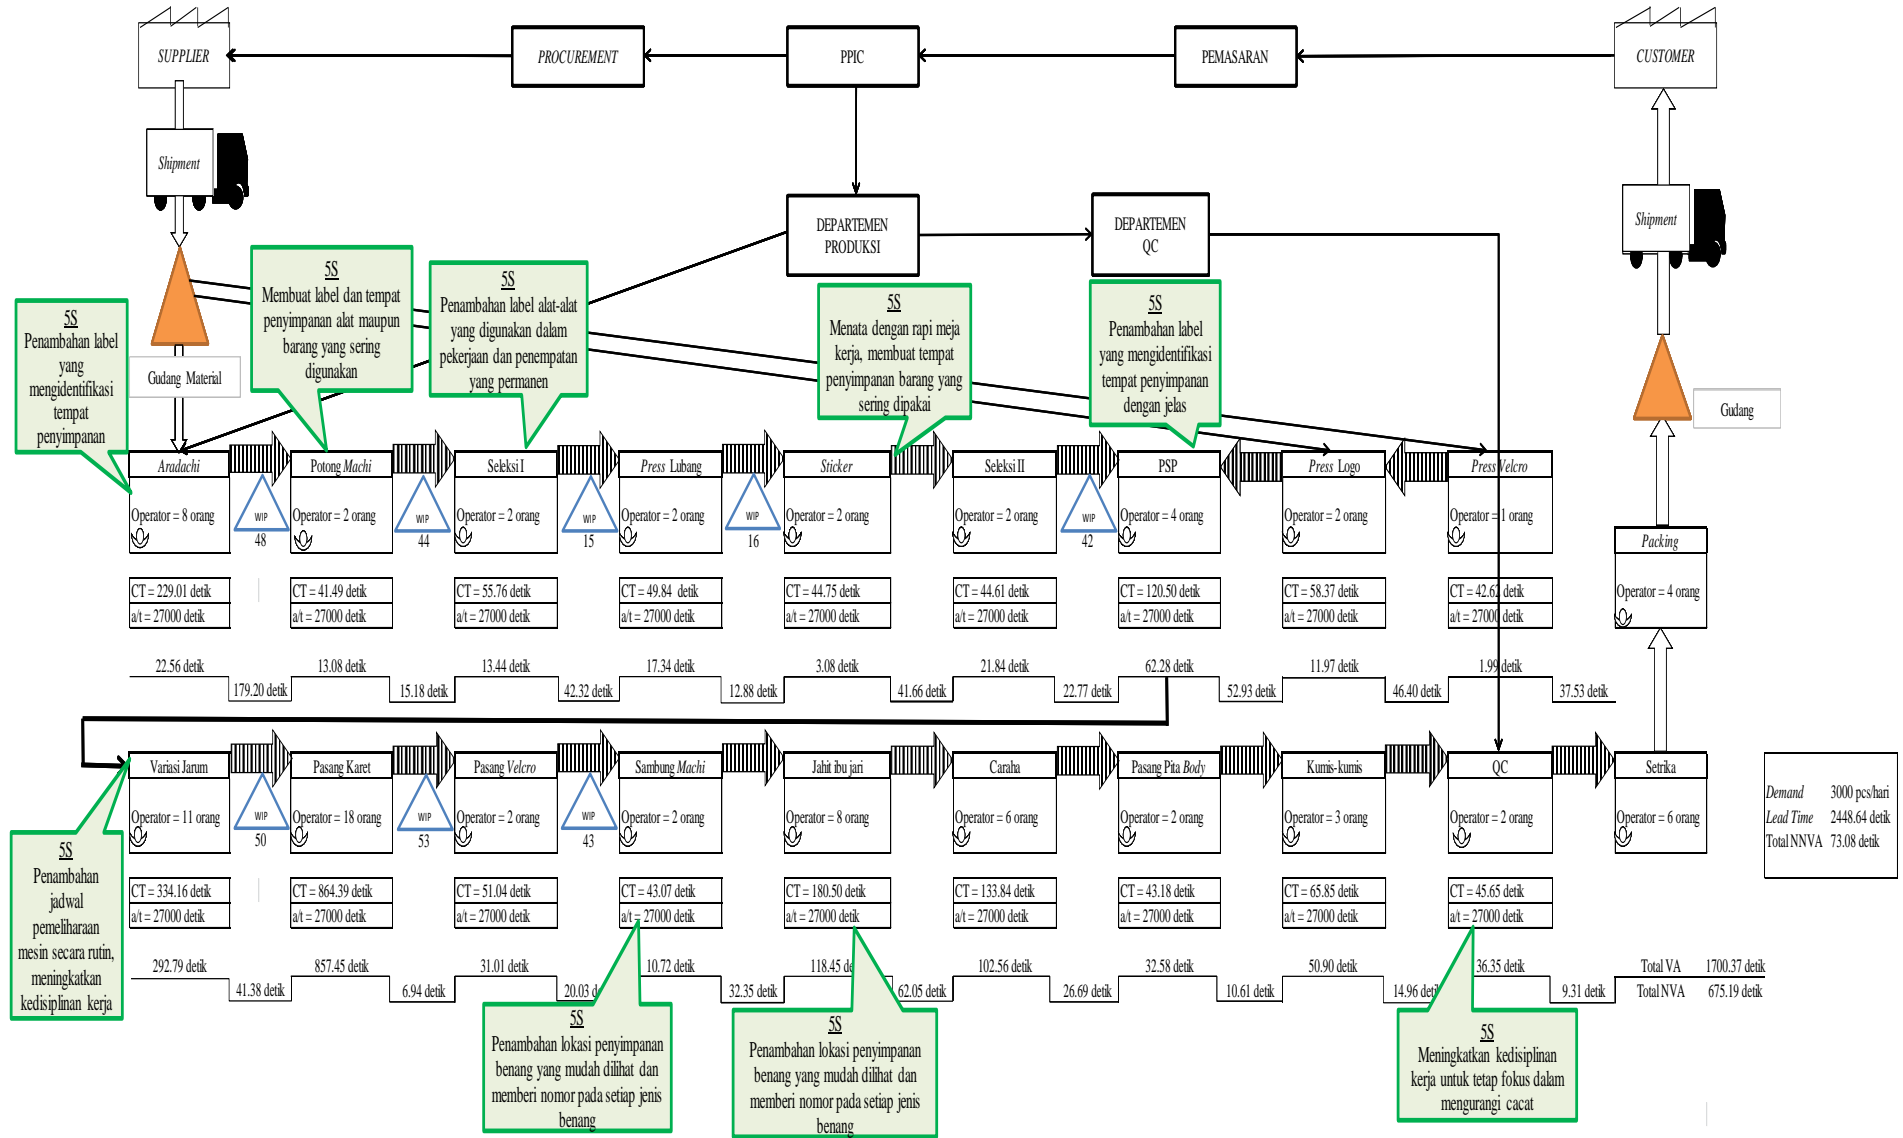 SUPPLIER
PROCUREMENT
PPIC
PEMASARAN
CUSTOMER
Shipment
Shipment
DEPARTEMEN
PRODUKSI
DEPARTEMEN
QC
5S
Penambahan label
yang
mengidentifikasi
tempat
penyimpanan
Gudang Material
5S
Membuat label dan tempat
penyimpanan alat maupun
barang yang sering
digunakan
5S
Penambahan label alat-alat
yang digunakan dalam
pekerjaan dan penempatan
yang permanen
5S
Menata dengan rapi meja
kerja, membuat tempat
penyimpanan barang yang
sering dipakai
5S
Penambahan label
yang mengidentifikasi
tempat penyimpanan
dengan jelas
Gudang
Aradachi
Potong Machi
Seleksi I
Press Lubang
Sticker
Seleksi II
PSP
Press Logo
Press Velcro
Operator = 8 orang
WIP
48
Operator = 2 orang
WIP
44
Operator = 2 orang
WIP
15
Operator = 2 orang
WIP
16
Operator = 2 orang
Operator = 2 orang
WIP
42
Operator = 4 orang
Operator = 2 orang
Operator = 1 orang
Packing
Operator = 4 orang
CT = 229.01 detik
CT = 41.49 detik
CT = 55.76 detik
CT = 49.84 detik
CT = 44.75 detik
CT = 44.61 detik
CT = 120.50 detik
CT = 58.37 detik
CT = 42.62 detik
a/t = 27000 detik
a/t = 27000 detik
a/t = 27000 detik
a/t = 27000 detik
a/t = 27000 detik
a/t = 27000 detik
a/t = 27000 detik
a/t = 27000 detik
a/t = 27000 detik
22.56 detik
13.08 detik
13.44 detik
17.34 detik
3.08 detik
21.84 detik
62.28 detik
11.97 detik
1.99 detik
179.20 detik
15.18 detik
42.32 detik
12.88 detik
41.66 detik
22.77 detik
52.93 detik
46.40 detik
37.53 detik
Variasi Jarum
Pasang Karet
Pasang Velcro
Sambung Machi
Jahit ibu jari
Caraha
Pasang Pita Body
Kumis-kumis
QC
Setrika
Operator = 11 orang
WIP
50
Operator = 18 orang
WIP
53
Operator = 2 orang
WIP
43
Operator = 2 orang
Operator = 8 orang
Operator = 6 orang
Operator = 2 orang
Operator = 3 orang
Operator = 2 orang
Operator = 6 orang
Demand 3000 pcs/hari
Lead Time 2448.64 detik
Total NNVA 73.08 detik
CT = 334.16 detik
CT = 864.39 detik
CT = 51.04 detik
CT = 43.07 detik
CT = 180.50 detik
CT = 133.84 detik
CT = 43.18 detik
CT = 65.85 detik
CT = 45.65 detik
a/t = 27000 detik
a/t = 27000 detik
a/t = 27000 detik
a/t = 27000 detik
a/t = 27000 detik
a/t = 27000 detik
a/t = 27000 detik
a/t = 27000 detik
a/t = 27000 detik
292.79 detik
857.45 detik
31.01 detik
10.72 detik
118.45 detik
102.56 detik
32.58 detik
50.90 detik
36.35 detik
Total VA 1700.37 detik
41.38 detik
6.94 detik
20.03
32.35 detik
62.05 detik
26.69 detik
10.61 detik
14.96 detik
9.31 detik
Total NVA 675.19 detik
5S
Penambahan
jadwal
pemeliharaan
mesin secara rutin,
meningkatkan
kedisiplinan kerja
5S
Penambahan lokasi penyimpanan
benang yang mudah dilihat dan
memberi nomor pada setiap jenis
benang
5S
Penambahan lokasi penyimpanan
benang yang mudah dilihat dan
memberi nomor pada setiap jenis
benang
5S
Meningkatkan kedisiplinan
kerja untuk tetap fokus dalam
mengurangi cacat